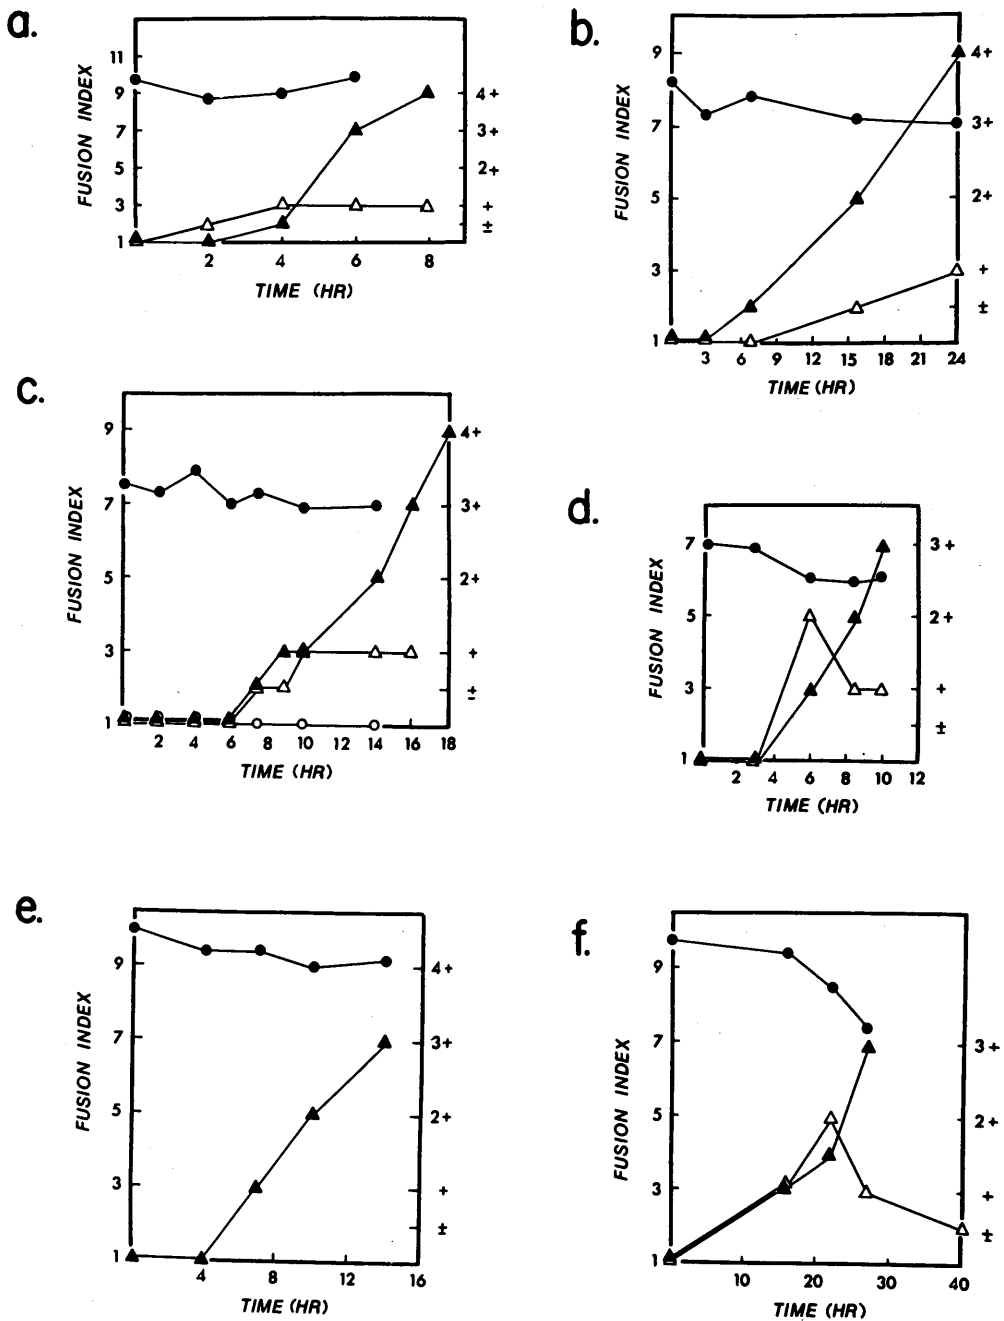 a.
FUSION INDEX
11
9
7
5
3
1
4+
3+
2+
+
±
2 4 6 8
TIME (HR)
b.
FUSION INDEX
9
7
5
3
1
4+
3+
2+
+
±
3 6 9 12 15 18 21 24
TIME (HR)
c.
FUSION INDEX
9
7
5
3
1
4+
3+
2+
+
±
2 4 6 8 10 12 14 16 18
TIME (HR)
d.
FUSION INDEX
7
5
3
1
3+
2+
+
±
2 4 6 8 10 12
TIME (HR)
e.
FUSION INDEX
9
7
5
3
1
4+
3+
2+
+
±
4 8 12 16
TIME (HR)
f.
FUSION INDEX
9
7
5
3
1
3+
2+
+
±
10 20 30 40
TIME (HR)